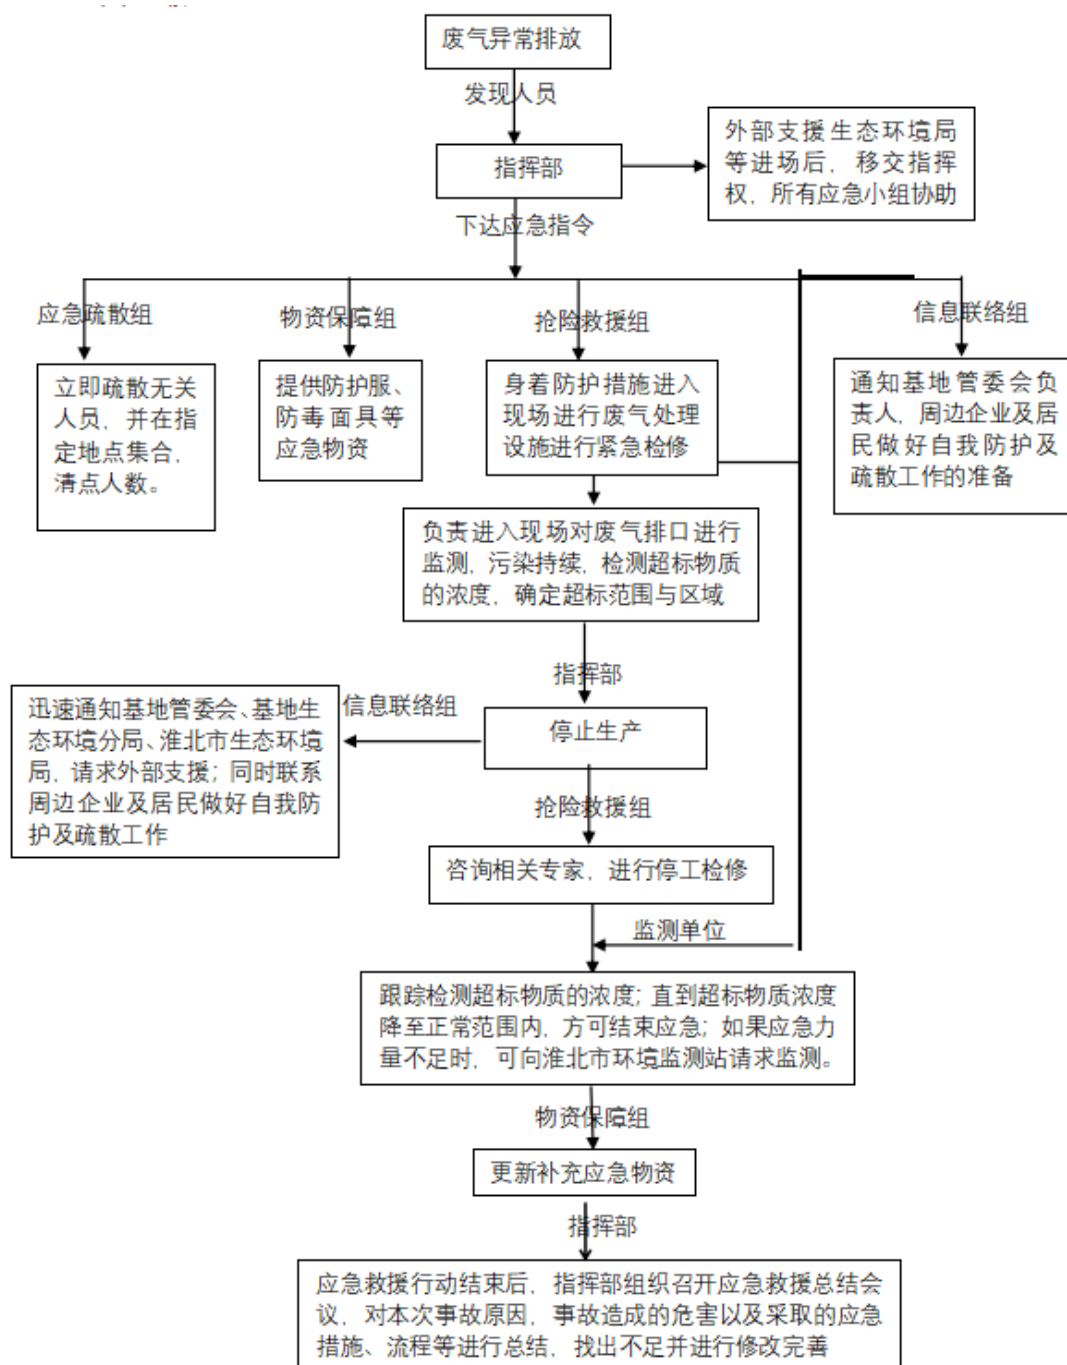 废气异常排放
发现人员
外部支援生态环境局
等进场后，移交指挥
权，所有应急小组协助
指挥部
下达应急指令
应急疏散组
物资保障组
抢险救援组
信息联络组
立即疏散无关
人员，并在指
定地点集合，
清点人数。
提供防护服、
防毒面具等
应急物资
身着防护措施进入
现场进行废气处理
设施进行紧急检修
通知基地管委会负
责人，周边企业及居
民做好自我防护及
疏散工作的准备
负责进入现场对废气排口进行
监测，污染持续，检测超标物质
的浓度，确定超标范围与区域
指挥部
停止生产
信息联络组
迅速通知基地管委会、基地生
态环境分局、淮北市生态环境
局，请求外部支援；同时联系
周边企业及居民做好自我防
护及疏散工作
抢险救援组
咨询相关专家，进行停工检修
监测单位
跟踪检测超标物质的浓度；直到超标物质浓度
降至正常范围内，方可结束应急；如果应急力
量不足时，可向淮北市环境监测站请求监测。
物资保障组
更新补充应急物资
指挥部
应急救援行动结束后，指挥部组织召开应急救援总结会
议，对本次事故原因，事故造成的危害以及采取的应急
措施、流程等进行总结，找出不足并进行修改完善